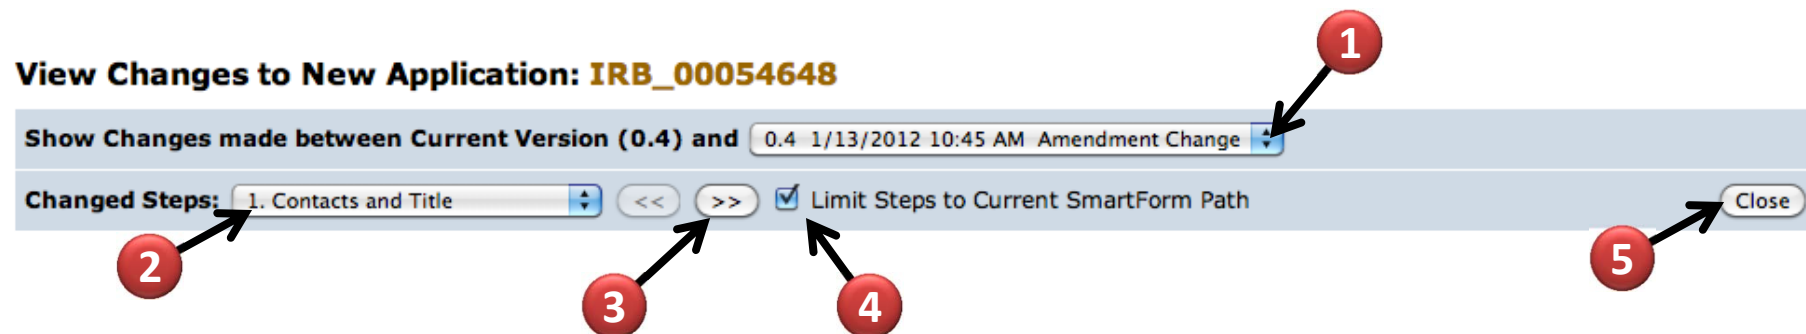 1
View Changes to New Application: IRB_00054648
Show Changes made between Current Version (0.4) and 0.4 1/13/2012 10:45 AM Amendment Change
Changed Steps: 1. Contacts and Title << >> Limit Steps to Current SmartForm Path Close
2
3
4
5